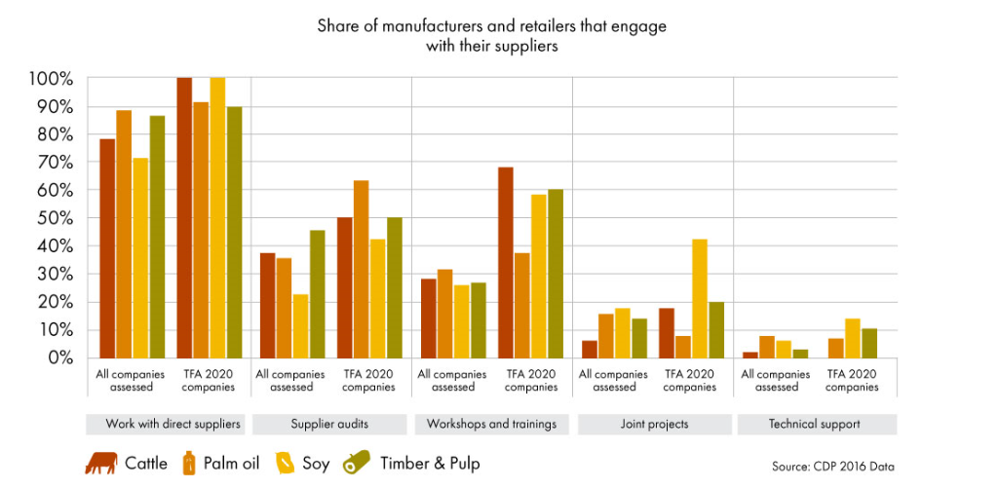 Share of manufacturers and retailers that engage
with their suppliers
100%
90%
80%
70%
60%
50%
40%
30%
20%
10%
0%
All companies assessed
TFA 2020 companies
All companies assessed
TFA 2020 companies
All companies assessed
TFA 2020 companies
All companies assessed
TFA 2020 companies
All companies assessed
TFA 2020 companies
Work with direct suppliers
Supplier audits
Workshops and trainings
Joint projects
Technical support
Cattle
Palm oil
Soy
Timber & Pulp
Source: CDP 2016 Data